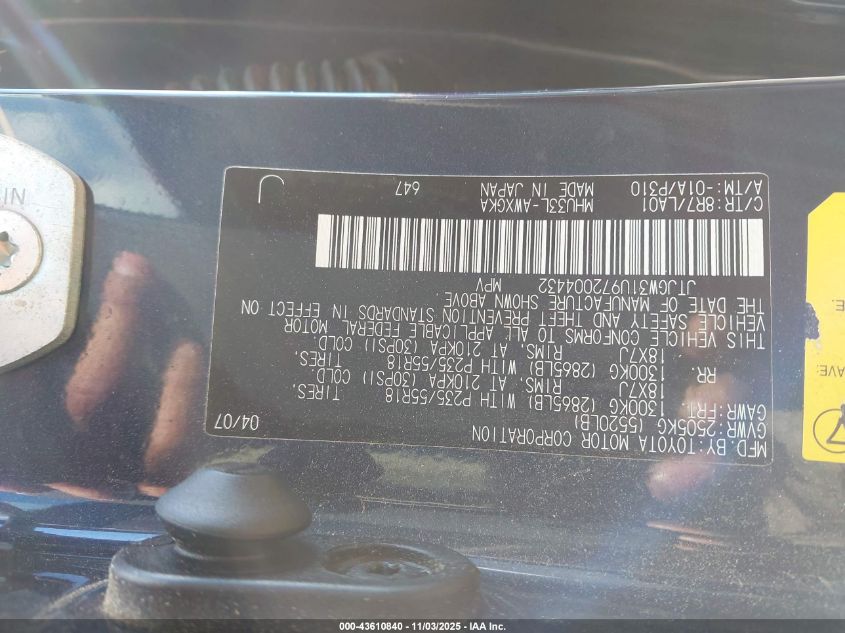 MFD.BY:TOYOTA MOTOR CORPORATION 04/07
GVWR:2505KG (5520LB)
GAWR:FRT 1300KG (2865LB) WITH P235/55R18 TIRES.
18X7J RIMS. AT 210KPA (30PSI) COLD.
RR. 1300KG (2865LB) WITH P235/55R18 TIRES.
18X7J RIMS. AT 210KPA (30PSI) COLD.
THIS VEHICLE CONFORMS TO ALL APPLICABLE FEDERAL MOTOR
VEHICLE SAFETY AND THEFT PREVENTION STANDARDS IN EFFECT ON
THE DATE OF MANUFACTURE SHOWN ABOVE.
JTJGW31U972004432 MPV
C/TR:8R7/LA01 MHU33L-AWXGKA 647
A/TM:-01A/P310 MADE IN JAPAN J
000-43610840 - 11/03/2025 - IAA Inc.